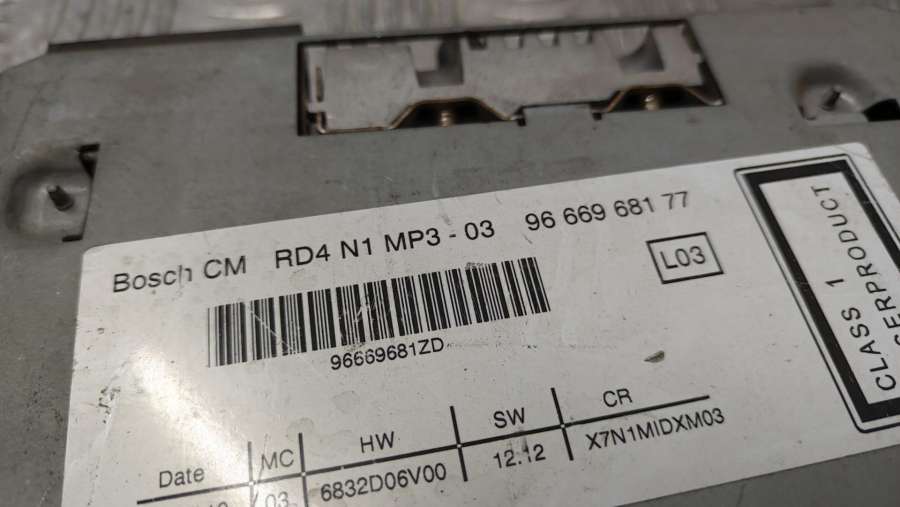 Bosch CM RD4 N1 MP3 - 03 96 669 681 77
L03
96669681ZD
CLASS 1
Date MC HW SW CR
03 6832D06V00 12.12 X7N1MIDXM03